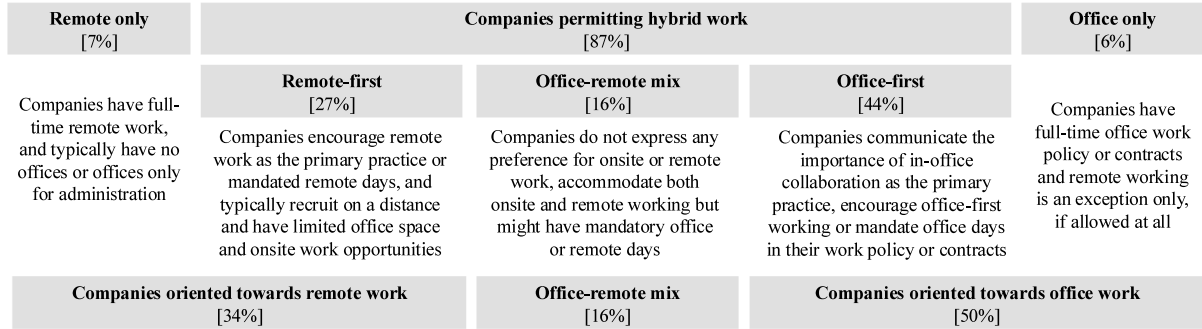 Remote only
[7%]
Companies permitting hybrid work
[87%]
Office only
[6%]
Companies have full-
time remote work,
and typically have no
offices or offices only
for administration
Remote-first
[27%]
Companies encourage remote
work as the primary practice or
mandated remote days, and
typically recruit on a distance
and have limited office space
and onsite work opportunities
Office-remote mix
[16%]
Companies do not express any
preference for onsite or remote
work, accommodate both
onsite and remote working but
might have mandatory office
or remote days
Office-first
[44%]
Companies communicate the
importance of in-office
collaboration as the primary
practice, encourage office-first
working or mandate office days
in their work policy or contracts
Companies have
full-time office work
policy or contracts
and remote working
is an exception only,
if allowed at all
Companies oriented towards remote work
[34%]
Office-remote mix
[16%]
Companies oriented towards office work
[50%]